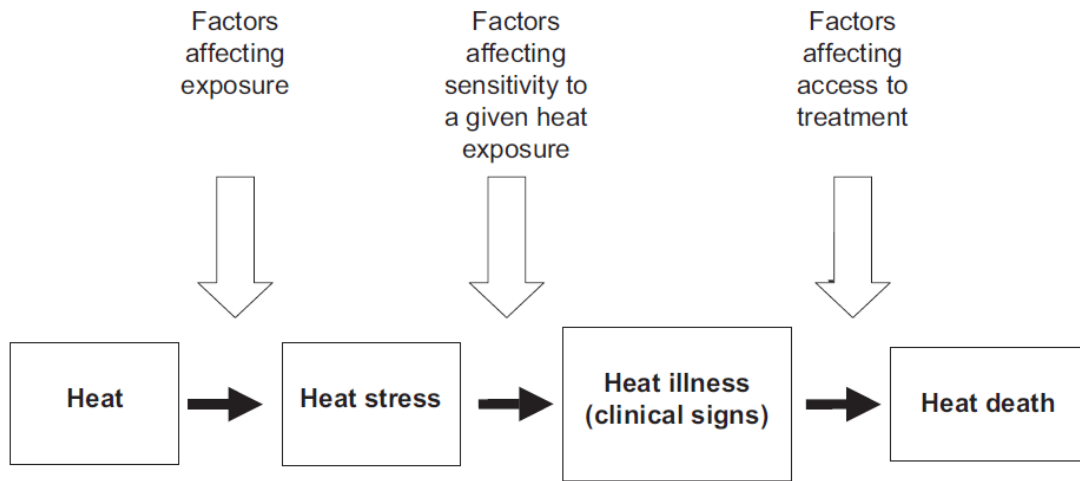 Factors
affecting
exposure
Factors
affecting
sensitivity to
a given heat
exposure
Factors
affecting
access to
treatment
Heat
Heat stress
Heat illness
(clinical signs)
Heat death